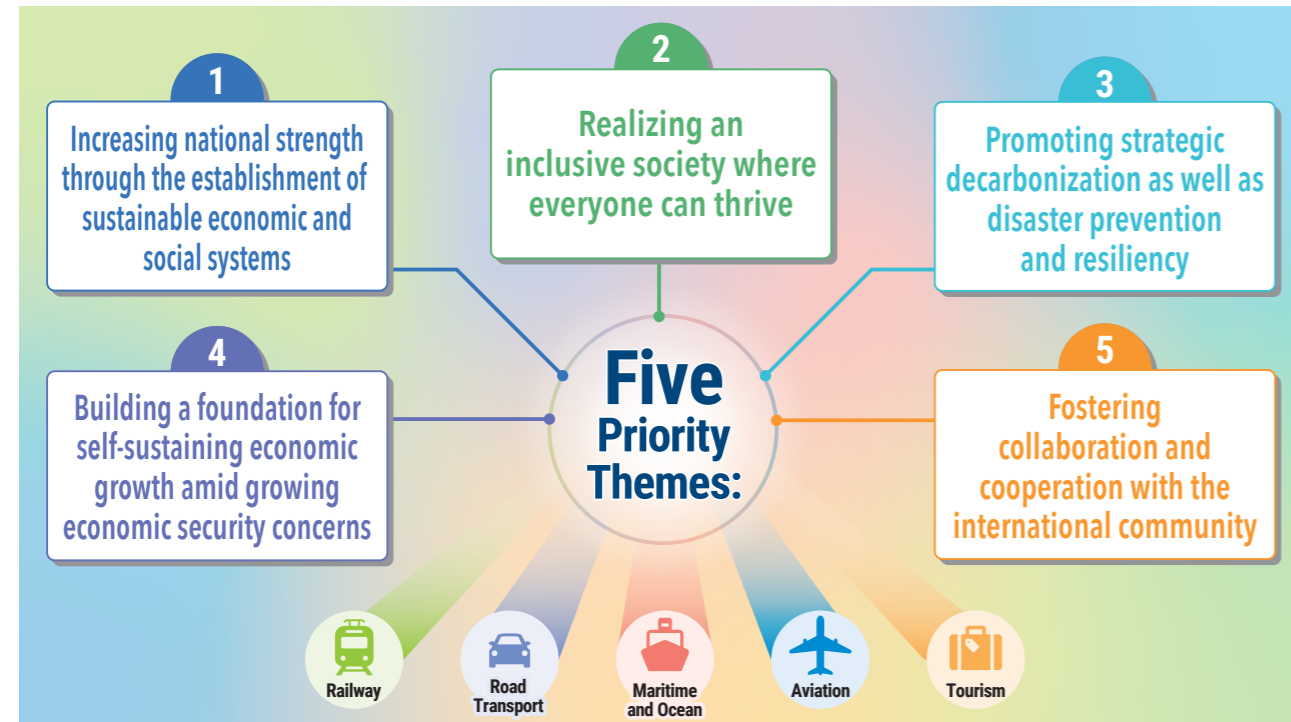 1
Increasing national strength
through the establishment of
sustainable economic and
social systems
2
Realizing an
inclusive society where
everyone can thrive
3
Promoting strategic
decarbonization as well as
disaster prevention
and resiliency
4
Building a foundation for
self-sustaining economic
growth amid growing
economic security concerns
Five
Priority
Themes:
5
Fostering
collaboration and
cooperation with the
international community
Railway
Road
Transport
Maritime
and Ocean
Aviation
Tourism